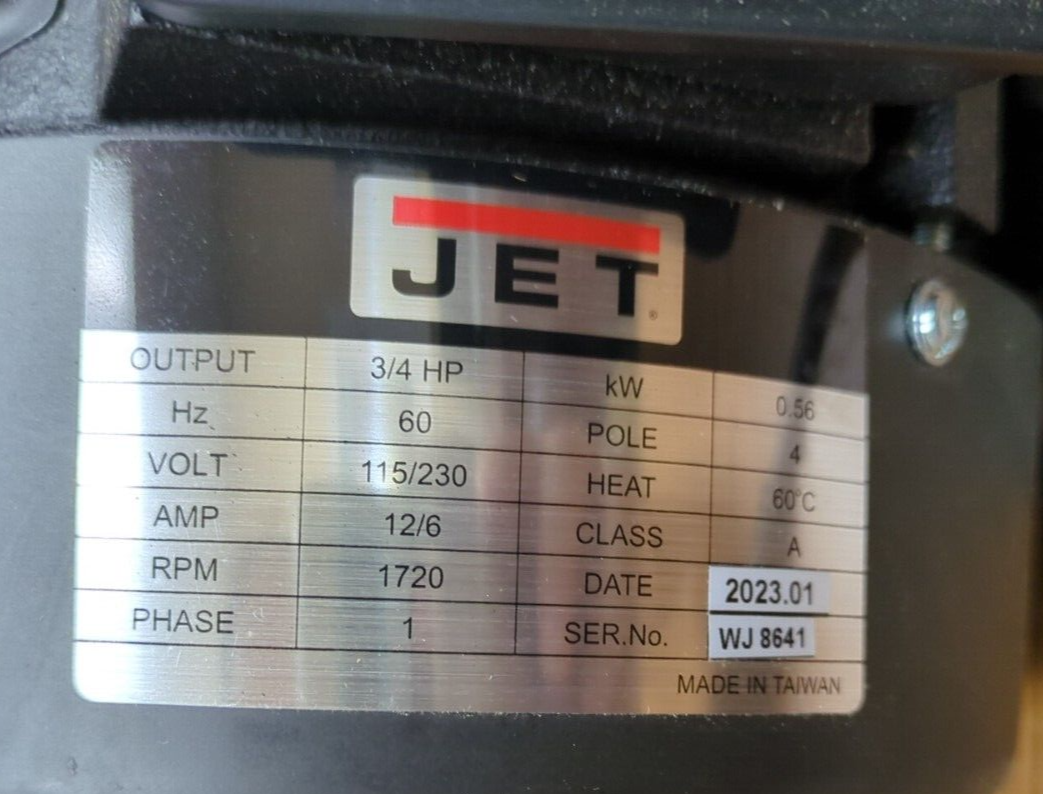 JET®
OUTPUT 3/4 HP kW 0.56
Hz 60 POLE 4
VOLT 115/230 HEAT 60°C
AMP 12/6 CLASS A
RPM 1720 DATE 2023.01
PHASE 1 SER.No. WJ 8641
MADE IN TAIWAN